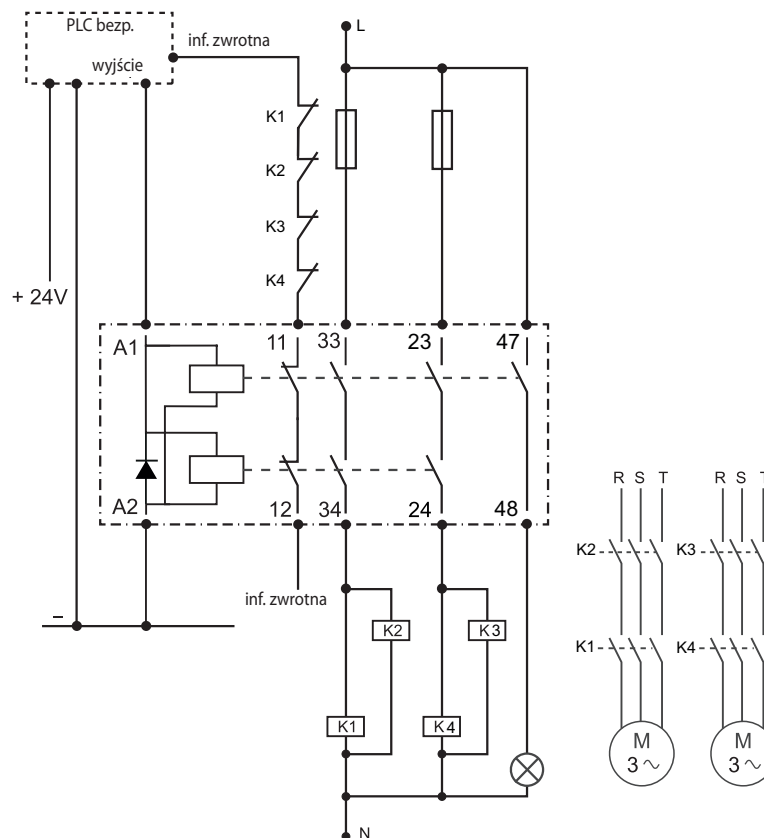 PLC bezp.
wyjście
inf. zwrotna
L
K1
K2
K3
K4
+ 24V
A1
11
33
23
47
A2
12
34
24
48
inf. zwrotna
–
K2
K3
K1
K4
N
R S T
R S T
K2
K3
K1
K4
M
3 ~
M
3 ~